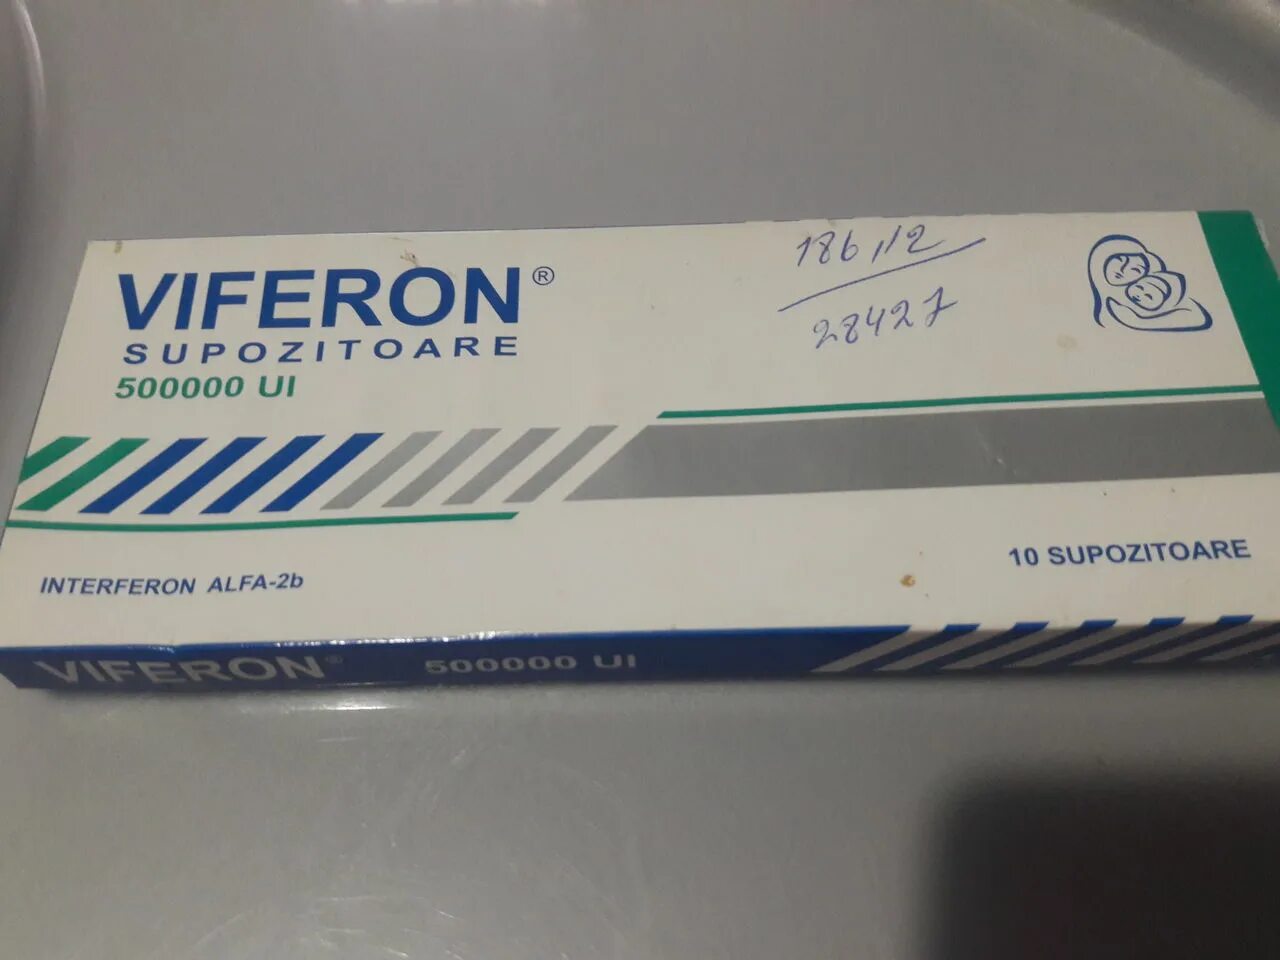 VIFERON®
SUPOZITOARE
500000 UI
186,12
28427
INTERFERON ALFA-2b
10 SUPOZITOARE
VIFERON® 500000 UI